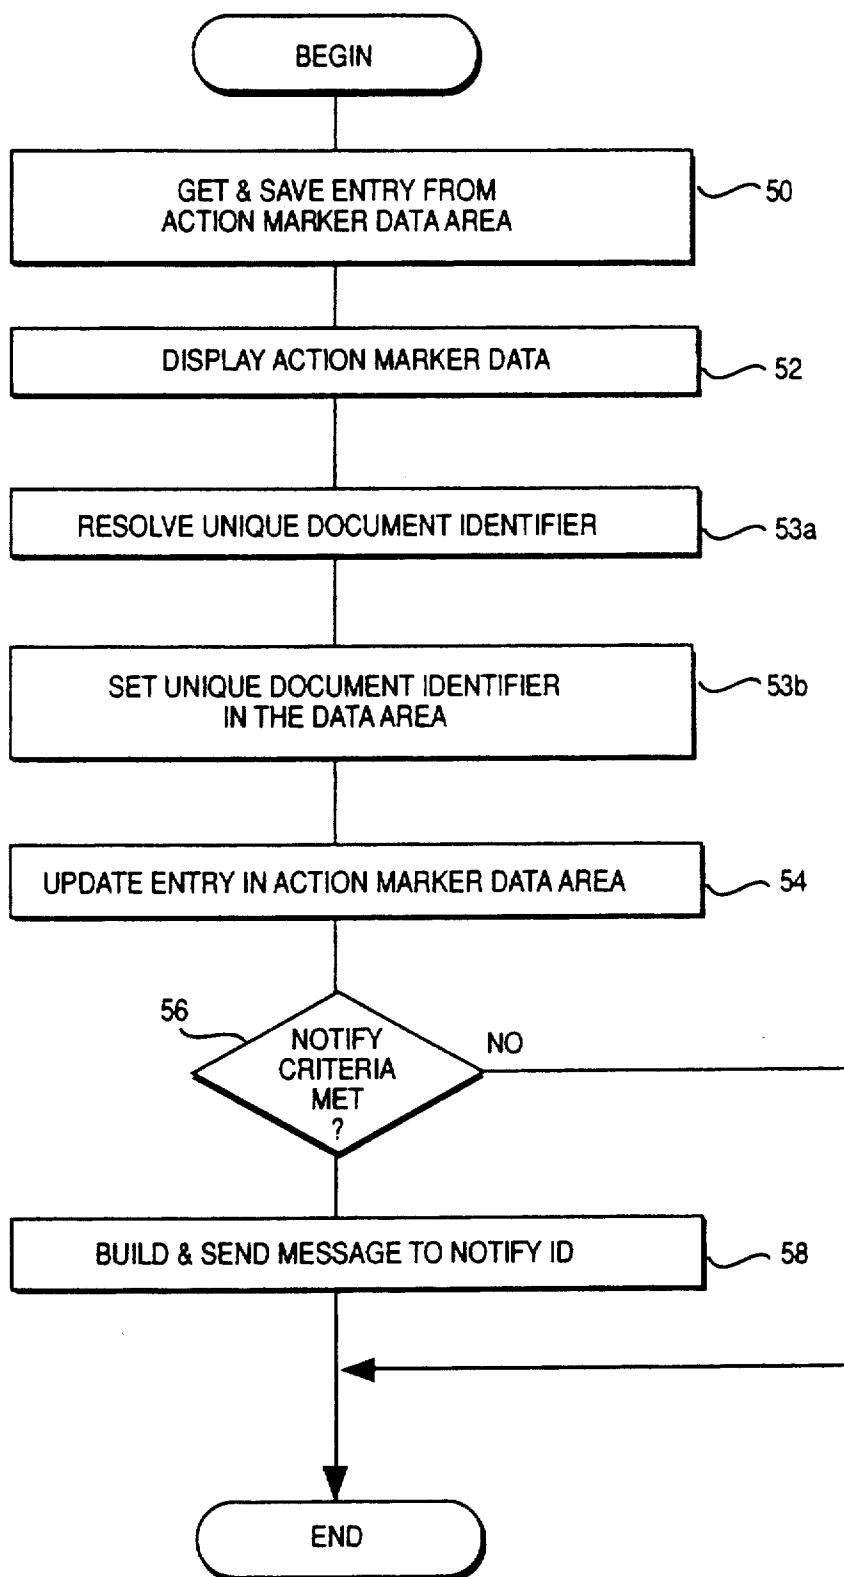 BEGIN
GET & SAVE ENTRY FROM
ACTION MARKER DATA AREA
50
DISPLAY ACTION MARKER DATA
52
RESOLVE UNIQUE DOCUMENT IDENTIFIER
53a
SET UNIQUE DOCUMENT IDENTIFIER
IN THE DATA AREA
53b
UPDATE ENTRY IN ACTION MARKER DATA AREA
54
56
NOTIFY
CRITERIA
MET
?
NO
BUILD & SEND MESSAGE TO NOTIFY ID
58
END